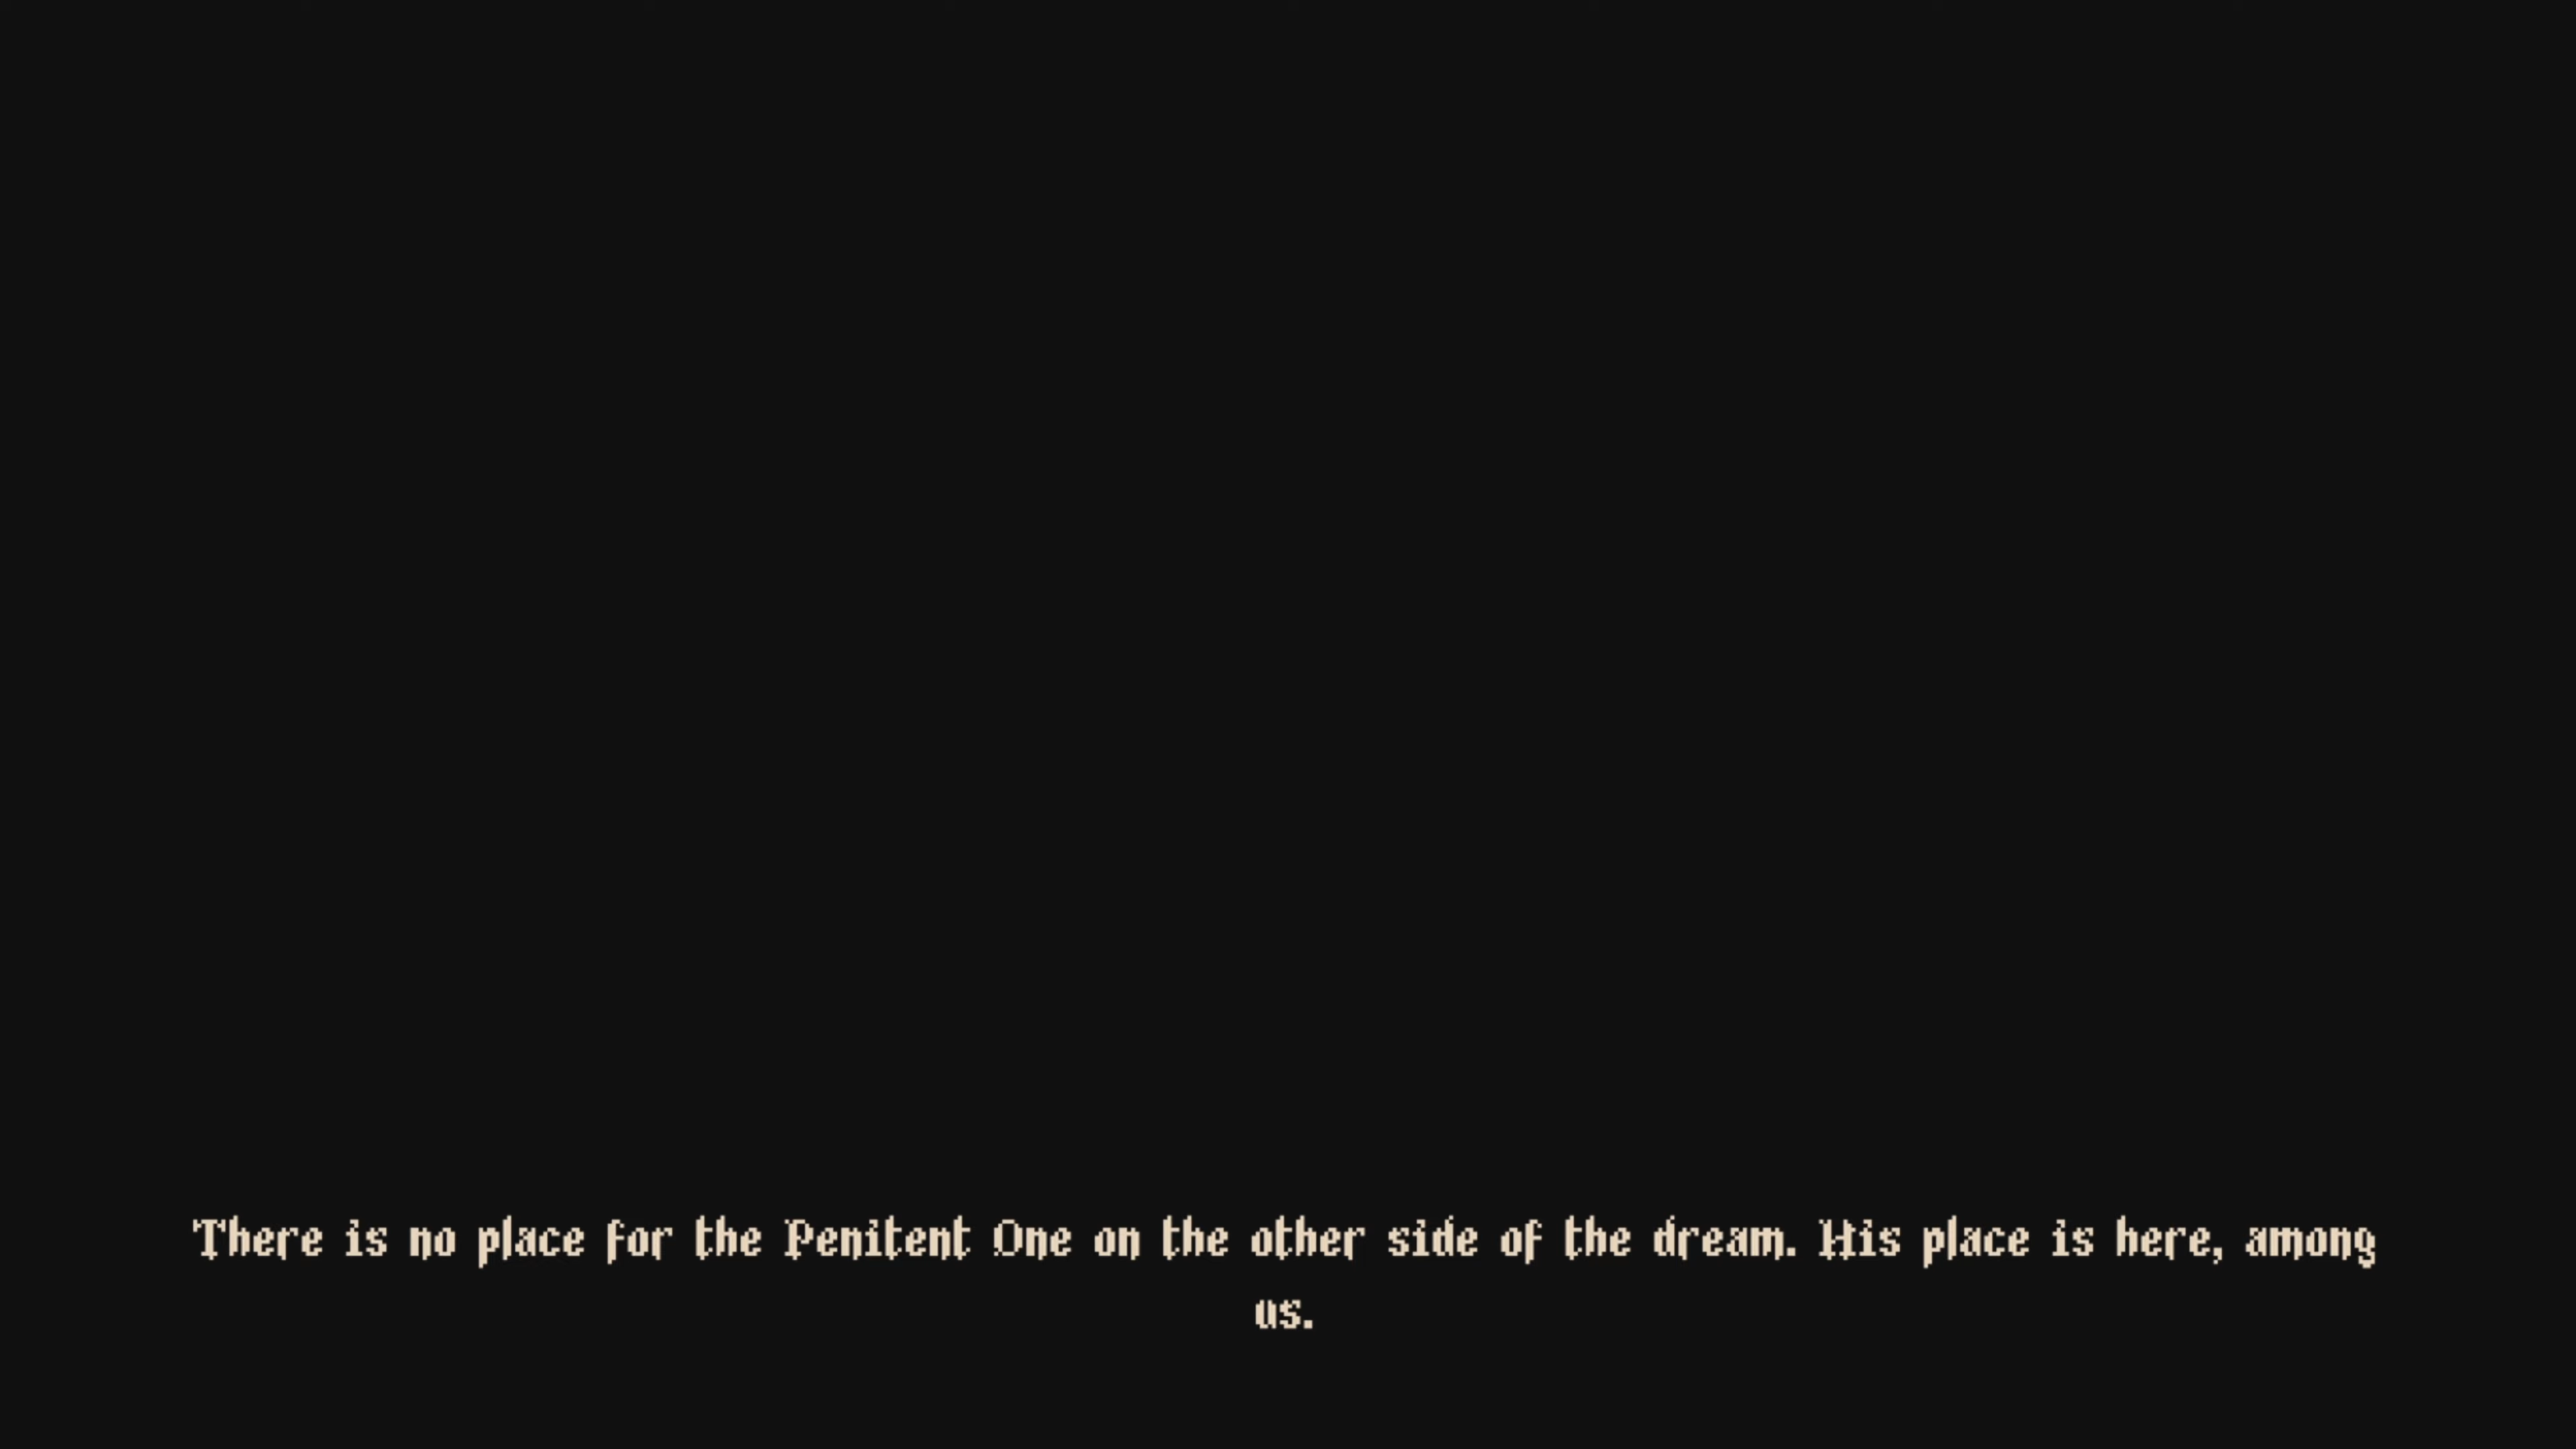 There is no place for the Penitent One on the other side of the dream. His place is here, among
us.